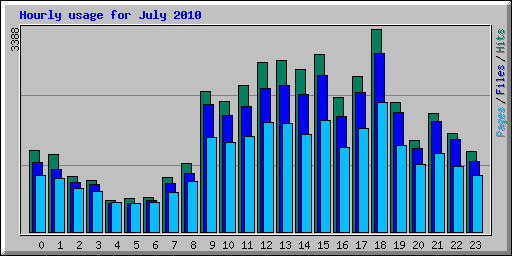 Hourly usage for July 2010
3388
Pages/Files/Hits
0 1 2 3 4 5 6 7 8 9 10 11 12 13 14 15 16 17 18 19 20 21 22 23